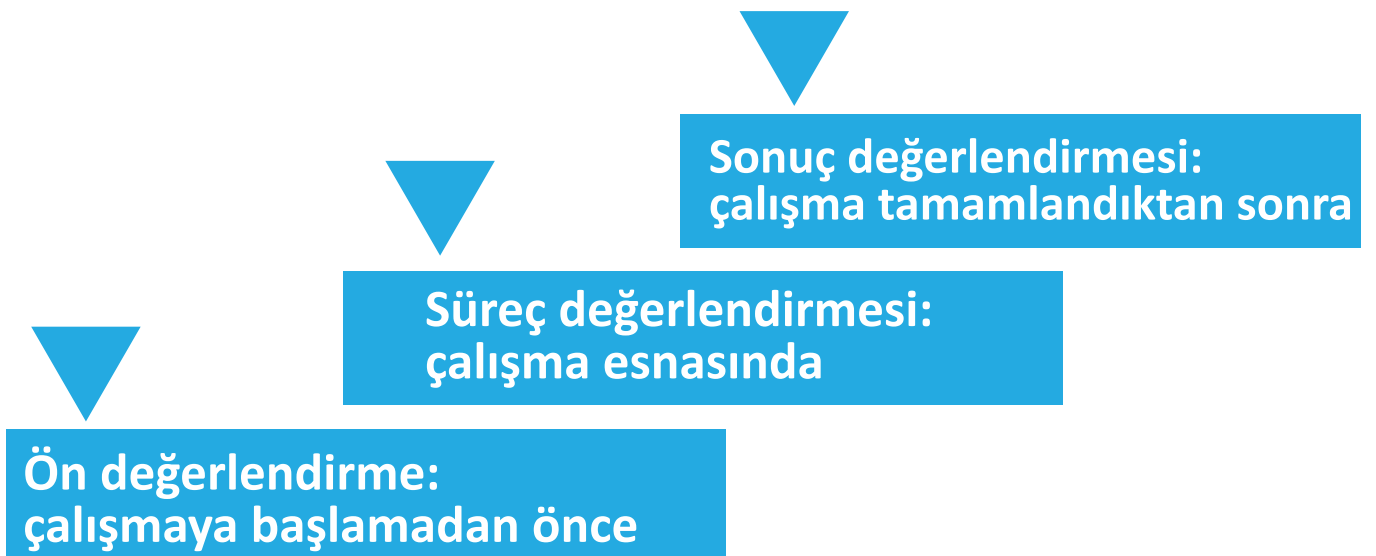 Sonuç değerlendirmesi:
çalışma tamamlandıktan sonra
Süreç değerlendirmesi:
çalışma esnasında
Ön değerlendirme:
çalışmaya başlamadan önce